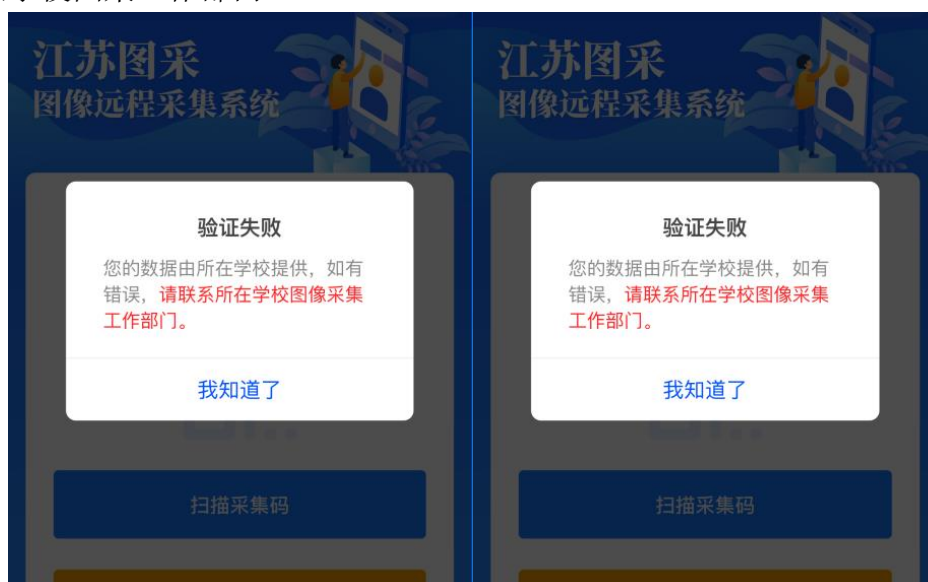 江苏图采
图像远程采集系统
验证失败
您的数据由所在学校提供，如有
错误，请联系所在学校图像采集
工作部门。
我知道了
扫描采集码
江苏图采
图像远程采集系统
验证失败
您的数据由所在学校提供，如有
错误，请联系所在学校图像采集
工作部门。
我知道了
扫描采集码